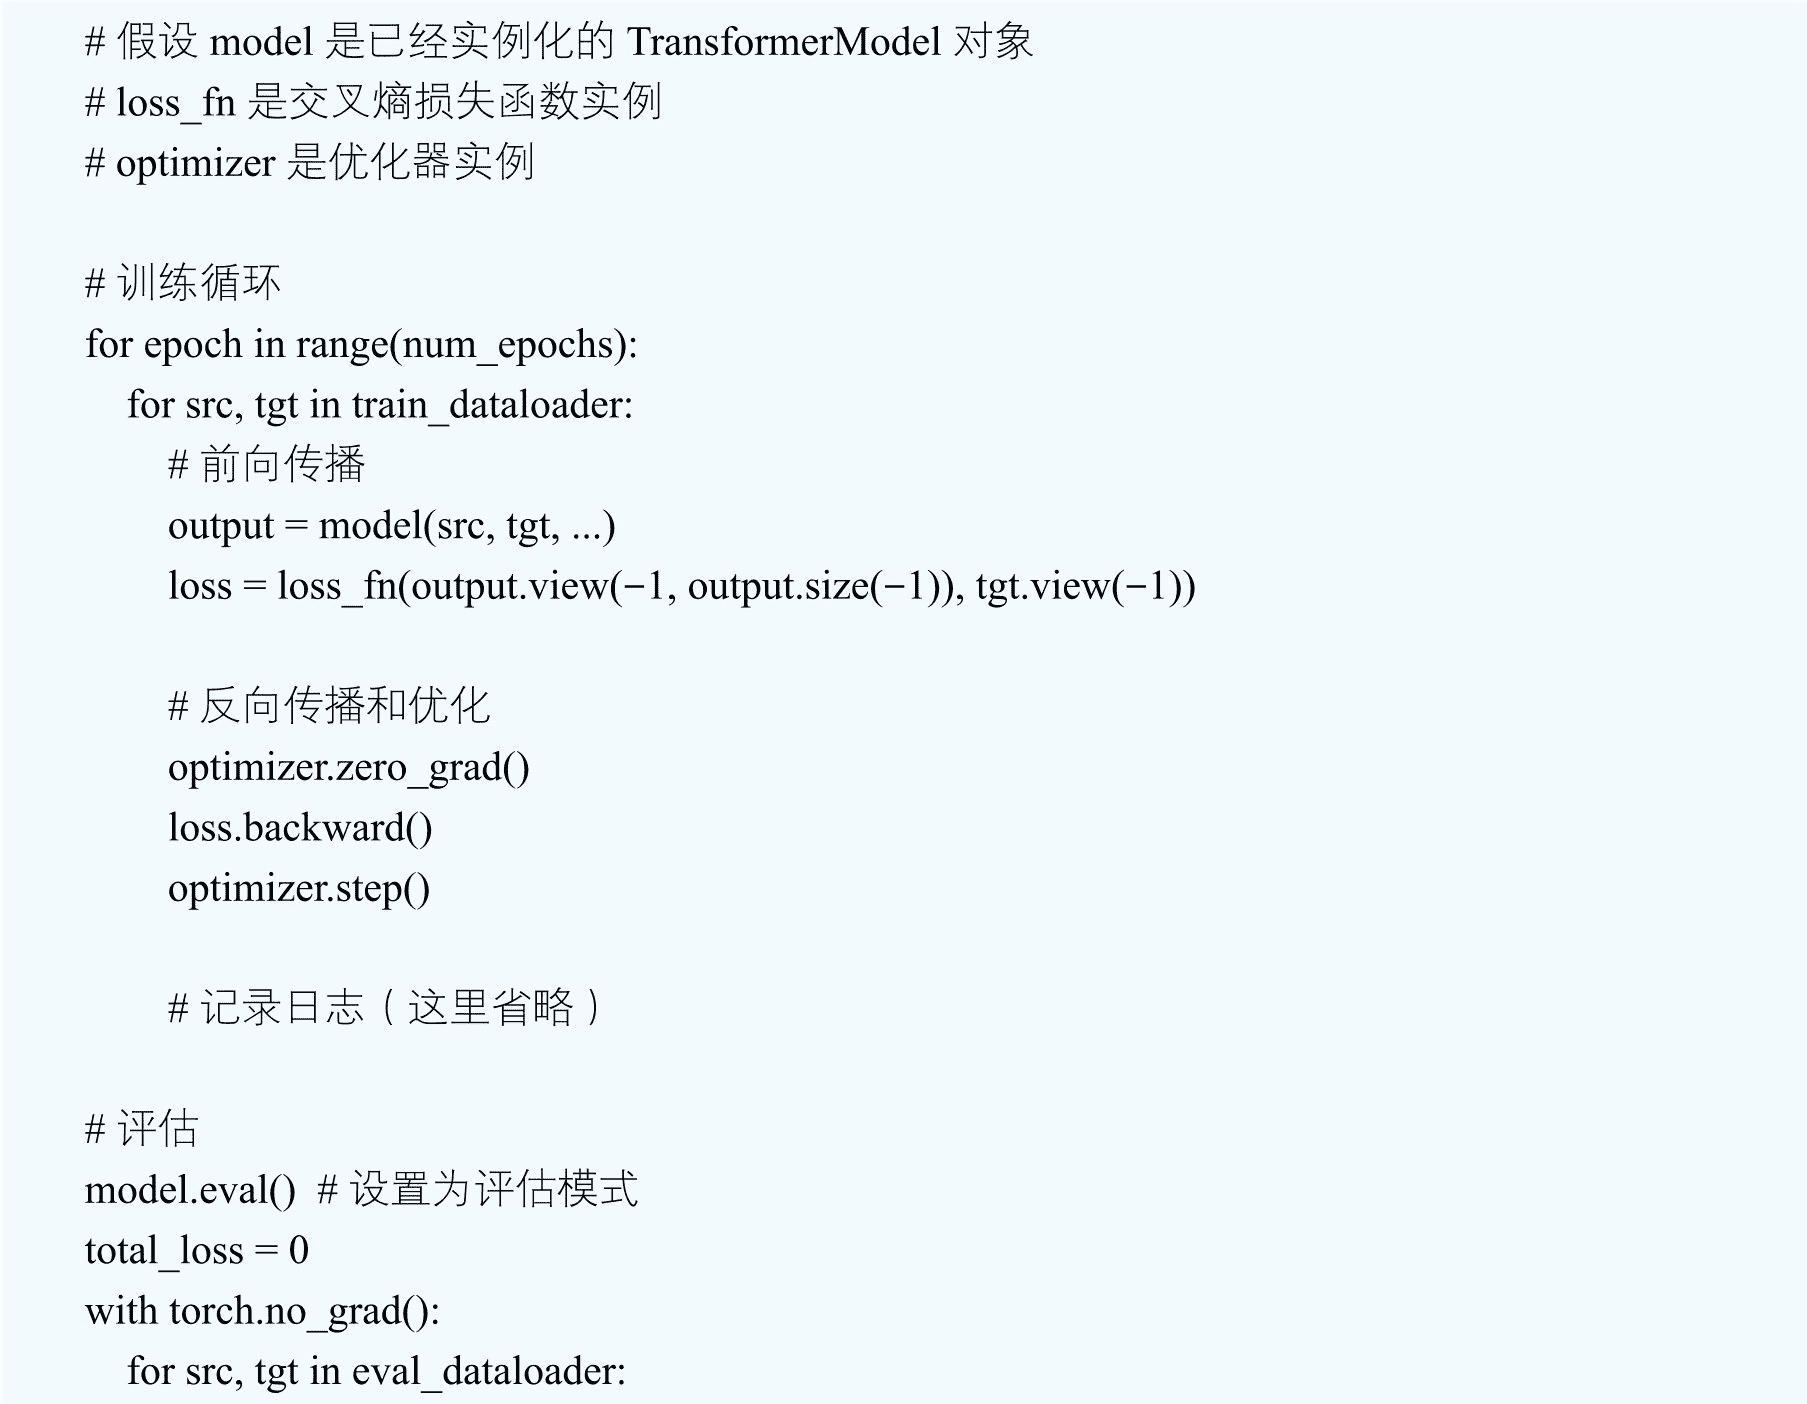 # 假设 model 是已经实例化的 TransformerModel 对象
# loss_fn 是交叉熵损失函数实例
# optimizer 是优化器实例
# 训练循环
for epoch in range(num_epochs):
for src, tgt in train_dataloader:
# 前向传播
output = model(src, tgt, ...)
loss = loss_fn(output.view(−1, output.size(−1)), tgt.view(−1))
# 反向传播和优化
optimizer.zero_grad()
loss.backward()
optimizer.step()
# 记录日志（这里省略）
# 评估
model.eval()  # 设置为评估模式
total_loss = 0
with torch.no_grad():
for src, tgt in eval_dataloader: